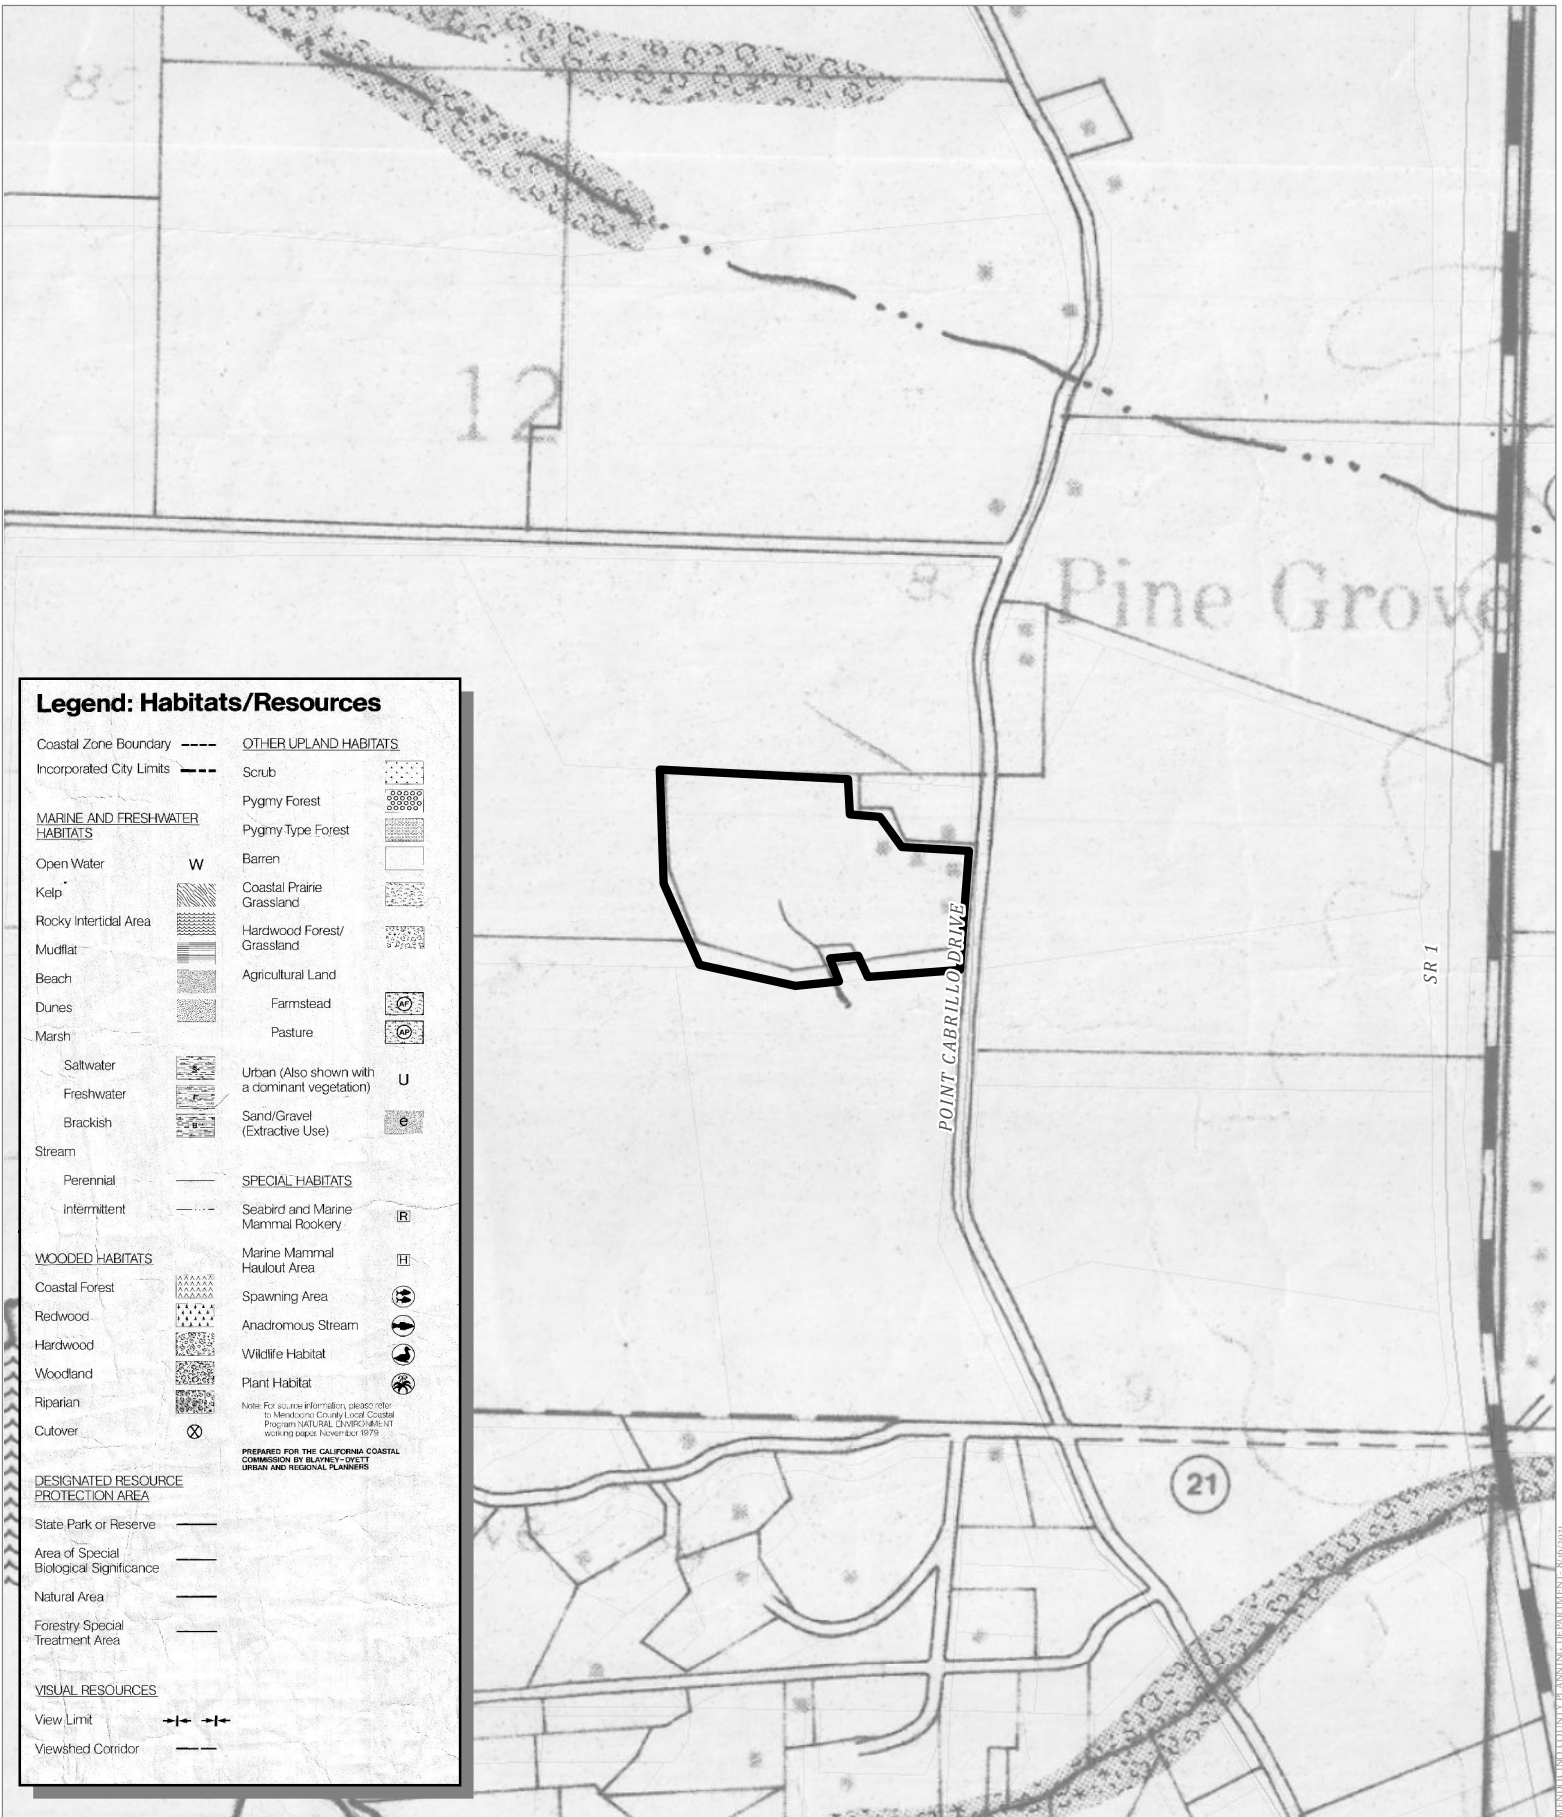 80
12
82
Pine Grove
POINT CABRILLO DRIVE
SR 1
21
Legend: Habitats/Resources
Coastal Zone Boundary
Incorporated City Limits
MARINE AND FRESHWATER
HABITATS
Open Water W
Kelp
Rocky Intertidal Area
Mudflat
Beach
Dunes
Marsh
Saltwater S
Freshwater F
Brackish B
Stream
Perennial
Intermittent
WOODED HABITATS
Coastal Forest
Redwood
Hardwood
Woodland
Riparian
Cutover
DESIGNATED RESOURCE
PROTECTION AREA
State Park or Reserve
Area of Special
Biological Significance
Natural Area
Forestry Special
Treatment Area
VISUAL RESOURCES
View Limit
Viewshed Corridor
OTHER UPLAND HABITATS
Scrub
Pygmy Forest
Pygmy Type Forest
Barren
Coastal Prairie
Grassland
Hardwood Forest/
Grassland
Agricultural Land
Farmstead AF
Pasture AP
Urban (Also shown with
a dominant vegetation) U
Sand/Gravel
(Extractive Use) e
SPECIAL HABITATS
Seabird and Marine
Mammal Rookery R
Marine Mammal
Haulout Area H
Spawning Area
Anadromous Stream
Wildlife Habitat
Plant Habitat
Note: For source information, please refer
to Mendocino County Local Coastal
Program NATURAL ENVIRONMENT
working paper, November 1979
PREPARED FOR THE CALIFORNIA COASTAL
COMMISSION BY BLAYNEY-DYETT
URBAN AND REGIONAL PLANNERS